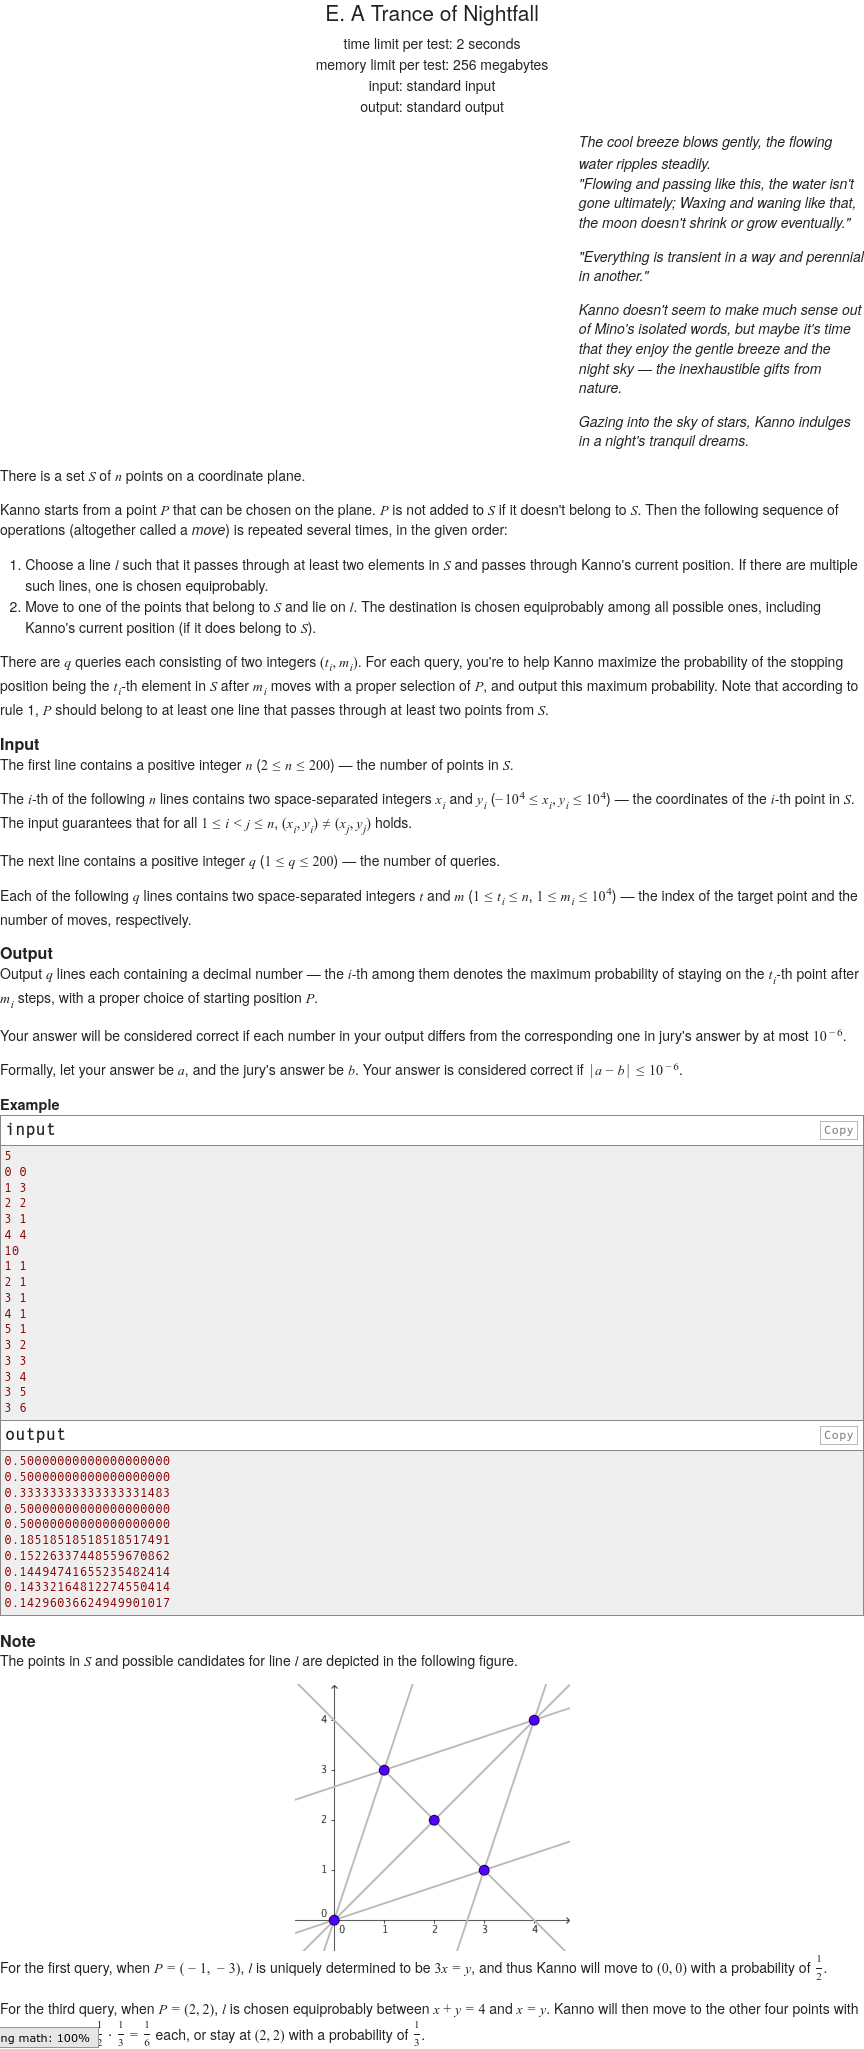 E. A Trance of Nightfall
time limit per test: 2 seconds
memory limit per test: 256 megabytes
input: standard input
output: standard output
The cool breeze blows gently, the flowing
water ripples steadily.
"Flowing and passing like this, the water isn't
gone ultimately; Waxing and waning like that,
the moon doesn't shrink or grow eventually."
"Everything is transient in a way and perennial
in another."
Kanno doesn't seem to make much sense out
of Mino's isolated words, but maybe it's time
that they enjoy the gentle breeze and the
night sky — the inexhaustible gifts from
nature.
Gazing into the sky of stars, Kanno indulges
in a night's tranquil dreams.
There is a set S of n points on a coordinate plane.
Kanno starts from a point P that can be chosen on the plane. P is not added to S if it doesn't belong to S. Then the following sequence of
operations (altogether called a move) is repeated several times, in the given order:
1. Choose a line l such that it passes through at least two elements in S and passes through Kanno's current position. If there are multiple
such lines, one is chosen equiprobably.
2. Move to one of the points that belong to S and lie on l. The destination is chosen equiprobably among all possible ones, including
Kanno's current position (if it does belong to S).
There are q queries each consisting of two integers (t_i, m_i). For each query, you're to help Kanno maximize the probability of the stopping
position being the t_i-th element in S after m_i moves with a proper selection of P, and output this maximum probability. Note that according to
rule 1, P should belong to at least one line that passes through at least two points from S.
Input
The first line contains a positive integer n (2 ≤ n ≤ 200) — the number of points in S.
The i-th of the following n lines contains two space-separated integers x_i and y_i (−10^4 ≤ x_i, y_i ≤ 10^4) — the coordinates of the i-th point in S.
The input guarantees that for all 1 ≤ i < j ≤ n, (x_i, y_i) ≠ (x_j, y_j) holds.
The next line contains a positive integer q (1 ≤ q ≤ 200) — the number of queries.
Each of the following q lines contains two space-separated integers t and m (1 ≤ t_i ≤ n, 1 ≤ m_i ≤ 10^4) — the index of the target point and the
number of moves, respectively.
Output
Output q lines each containing a decimal number — the i-th among them denotes the maximum probability of staying on the t_i-th point after
m_i steps, with a proper choice of starting position P.
Your answer will be considered correct if each number in your output differs from the corresponding one in jury's answer by at most 10^−6.
Formally, let your answer be a, and the jury's answer be b. Your answer is considered correct if |a − b| ≤ 10^−6.
Example
input
Copy
5
0 0
1 3
2 2
3 1
4 4
10
1 1
2 1
3 1
4 1
5 1
3 2
3 3
3 4
3 5
3 6
output
Copy
0.50000000000000000000
0.50000000000000000000
0.33333333333333331483
0.50000000000000000000
0.50000000000000000000
0.18518518518518517491
0.15226337448559670862
0.14494741655235482414
0.14332164812274550414
0.14296036624949901017
Note
The points in S and possible candidates for line l are depicted in the following figure.
4
3
2
1
0
0 1 2 3 4
For the first query, when P = (−1, −3), l is uniquely determined to be 3x = y, and thus Kanno will move to (0, 0) with a probability of 1/2.
For the third query, when P = (2, 2), l is chosen equiprobably between x + y = 4 and x = y. Kanno will then move to the other four points with
1/2 · 1/3 = 1/6 each, or stay at (2, 2) with a probability of 1/3.
ng math: 100%